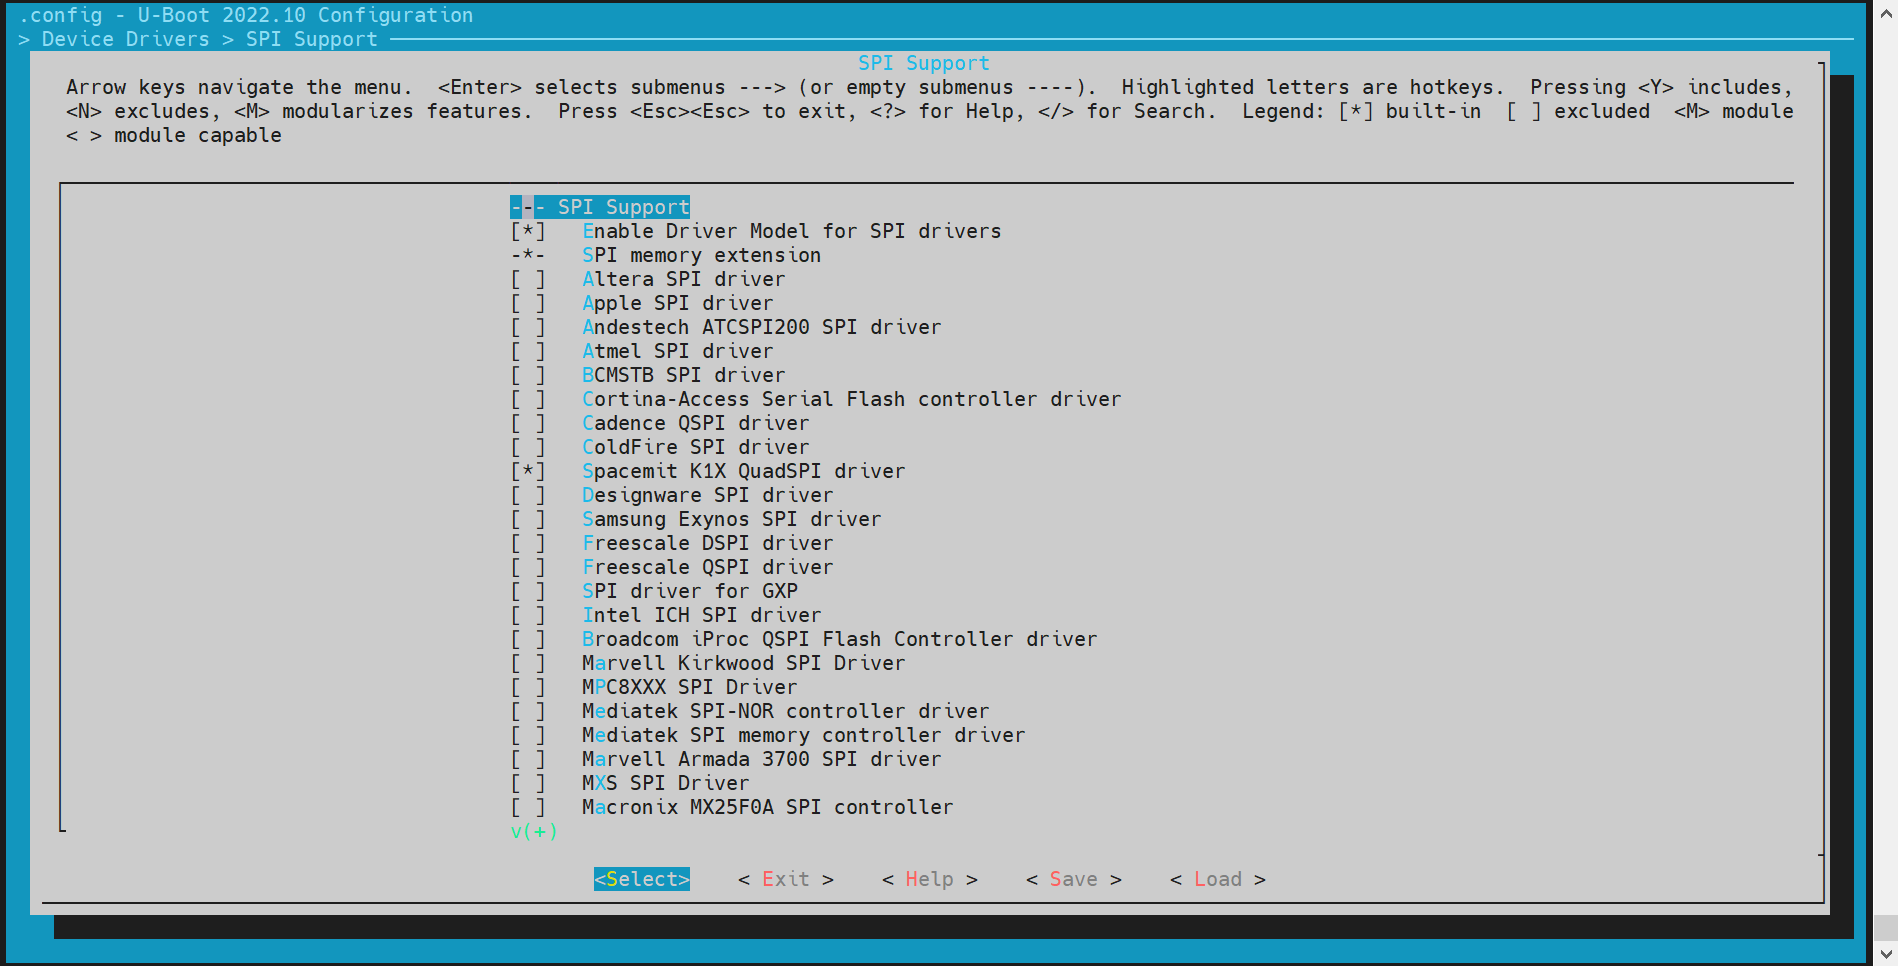 .config - U-Boot 2022.10 Configuration
> Device Drivers > SPI Support
SPI Support
Arrow keys navigate the menu.  <Enter> selects submenus ---> (or empty submenus ----).  Highlighted letters are hotkeys.  Pressing <Y> includes,
<N> excludes, <M> modularizes features.  Press <Esc><Esc> to exit, <?> for Help, </> for Search.  Legend: [*] built-in  [ ] excluded  <M> module
< > module capable
--- SPI Support
[*]   Enable Driver Model for SPI drivers
-*-   SPI memory extension
[ ]   Altera SPI driver
[ ]   Apple SPI driver
[ ]   Andestech ATCSPI200 SPI driver
[ ]   Atmel SPI driver
[ ]   BCMSTB SPI driver
[ ]   Cortina-Access Serial Flash controller driver
[ ]   Cadence QSPI driver
[ ]   ColdFire SPI driver
[*]   Spacemit K1X QuadSPI driver
[ ]   Designware SPI driver
[ ]   Samsung Exynos SPI driver
[ ]   Freescale DSPI driver
[ ]   Freescale QSPI driver
[ ]   SPI driver for GXP
[ ]   Intel ICH SPI driver
[ ]   Broadcom iProc QSPI Flash Controller driver
[ ]   Marvell Kirkwood SPI Driver
[ ]   MPC8XXX SPI Driver
[ ]   Mediatek SPI-NOR controller driver
[ ]   Mediatek SPI memory controller driver
[ ]   Marvell Armada 3700 SPI driver
[ ]   MXS SPI Driver
[ ]   Macronix MX25F0A SPI controller
v(+)
<Select>    < Exit >    < Help >    < Save >    < Load >